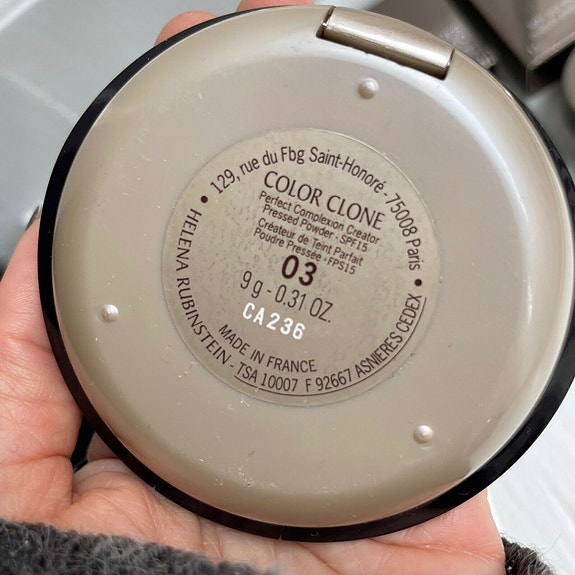 129, rue du Fbg Saint-Honoré - 75008 Paris •
COLOR CLONE
Perfect Complexion Creator
Pressed Powder • SPF15
Créateur de Teint Parfait
Poudre Pressée • FPS15
03
9g - 0.31 OZ.
CA236
MADE IN FRANCE
• HELENA RUBINSTEIN - TSA 10007 F 92667 ASNIERES CEDEX